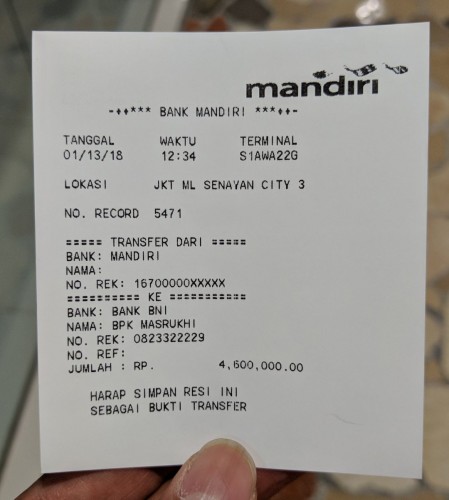 mandiri
-++*** BANK MANDIRI ***++-
TANGGAL WAKTU TERMINAL
01/13/18 12:34 S1AWA22G
LOKASI JKT ML SENAYAN CITY 3
NO. RECORD 5471
===== TRANSFER DARI =====
BANK: MANDIRI
NAMA:
NO. REK: 16700000XXXXX
=========== KE ===========
BANK: BANK BNI
NAMA: BPK MASRUKHI
NO. REK: 0823322229
NO. REF:
JUMLAH : RP. 4,600,000.00
HARAP SIMPAN RESI INI
SEBAGAI BUKTI TRANSFER